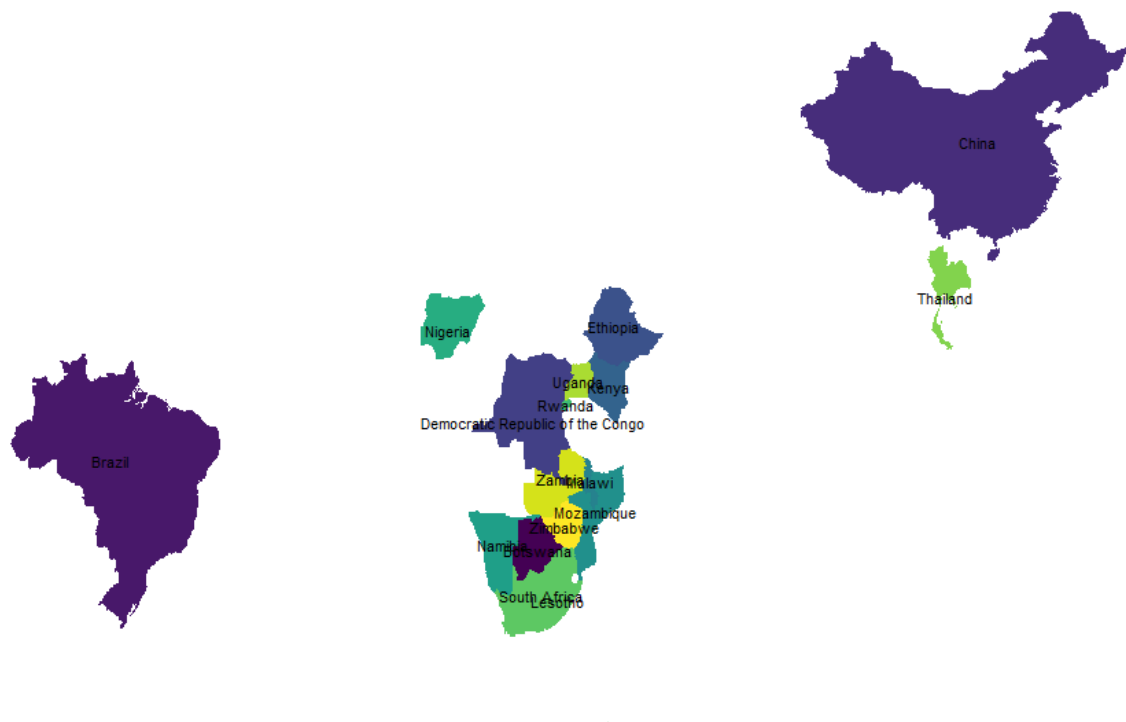 China
Thailand
Ethiopia
Nigeria
Uganda
Kenya
Rwanda
Democratic Republic of the Congo
Brazil
Zambia
Malawi
Mozambique
Zimbabwe
Namibia
Botswana
South Africa
Lesotho